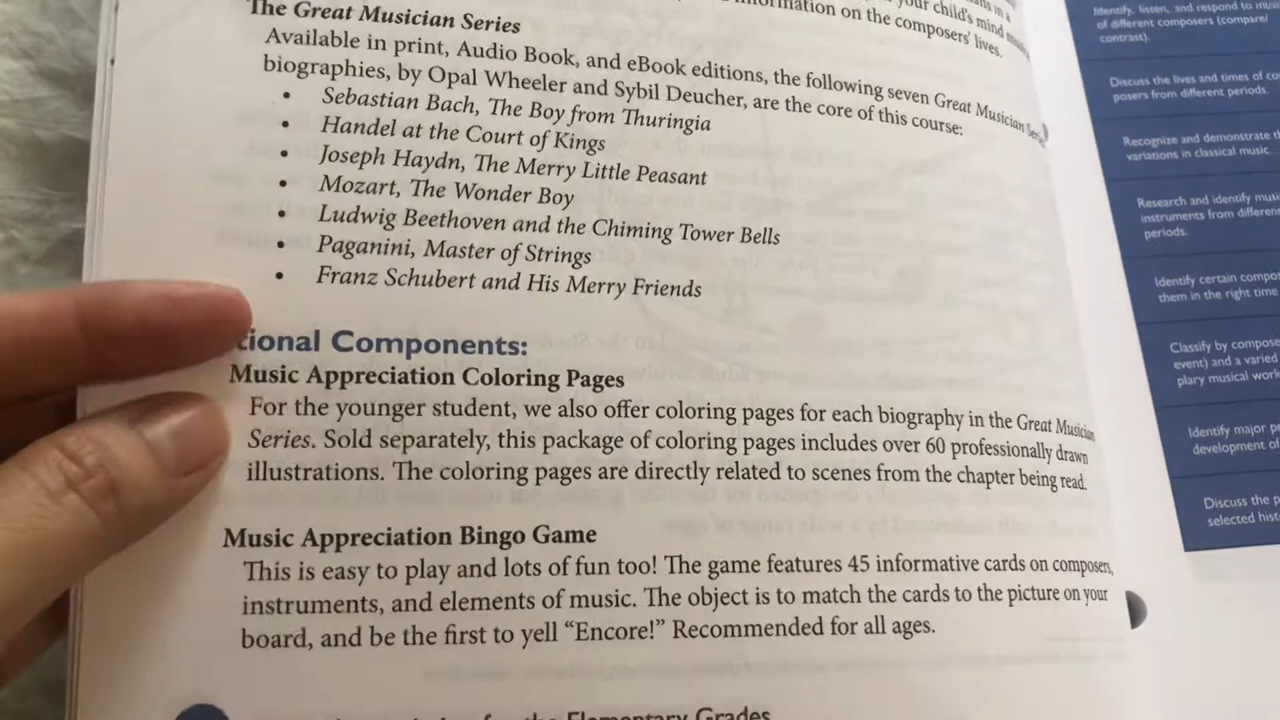 your child's mind
information on the composers' lives.
The Great Musician Series
Available in print, Audio Book, and eBook editions, the following seven Great Musician
biographies, by Opal Wheeler and Sybil Deucher, are the core of this course:
• Sebastian Bach, The Boy from Thuringia
• Handel at the Court of Kings
• Joseph Haydn, The Merry Little Peasant
• Mozart, The Wonder Boy
• Ludwig Beethoven and the Chiming Tower Bells
• Paganini, Master of Strings
• Franz Schubert and His Merry Friends
tional Components:
Music Appreciation Coloring Pages
For the younger student, we also offer coloring pages for each biography in the Great Musician
Series. Sold separately, this package of coloring pages includes over 60 professionally drawn
illustrations. The coloring pages are directly related to scenes from the chapter being read.
Music Appreciation Bingo Game
This is easy to play and lots of fun too! The game features 45 informative cards on composers,
instruments, and elements of music. The object is to match the cards to the picture on your
board, and be the first to yell “Encore!” Recommended for all ages.
for the Elementary Grades
Identify, listen, and respond to
of different composers (compare/
contrast).
Discuss the lives and times of co
posers from different periods.
Recognize and demonstrate
variations in classical music.
Research and identify
instruments from differen
periods.
Identify certain compo
them in the right time
Classify by compose
event) and a varied
plary musical
Identify major
development of
Discuss the
selected